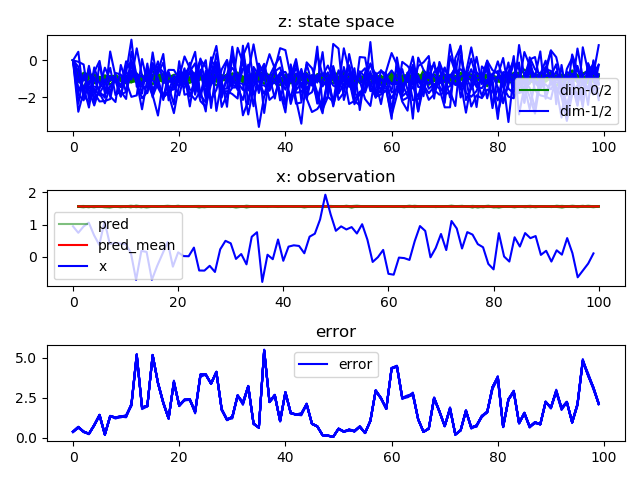 z: state space
0
−2
dim-0/2
dim-1/2
0 20 40 60 80 100
x: observation
2
1
0
pred
pred_mean
x
0 20 40 60 80 100
error
5.0
2.5
0.0
error
0 20 40 60 80 100